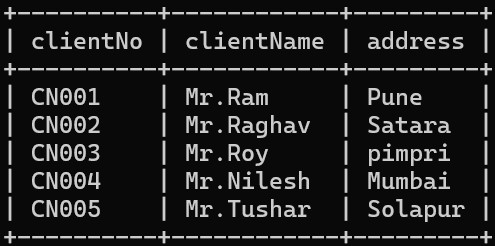 +----------+------------+---------+
| clientNo | clientName | address |
+----------+------------+---------+
| CN001    | Mr.Ram     | Pune    |
| CN002    | Mr.Raghav  | Satara  |
| CN003    | Mr.Roy     | pimpri  |
| CN004    | Mr.Nilesh  | Mumbai  |
| CN005    | Mr.Tushar  | Solapur |
+----------+------------+---------+